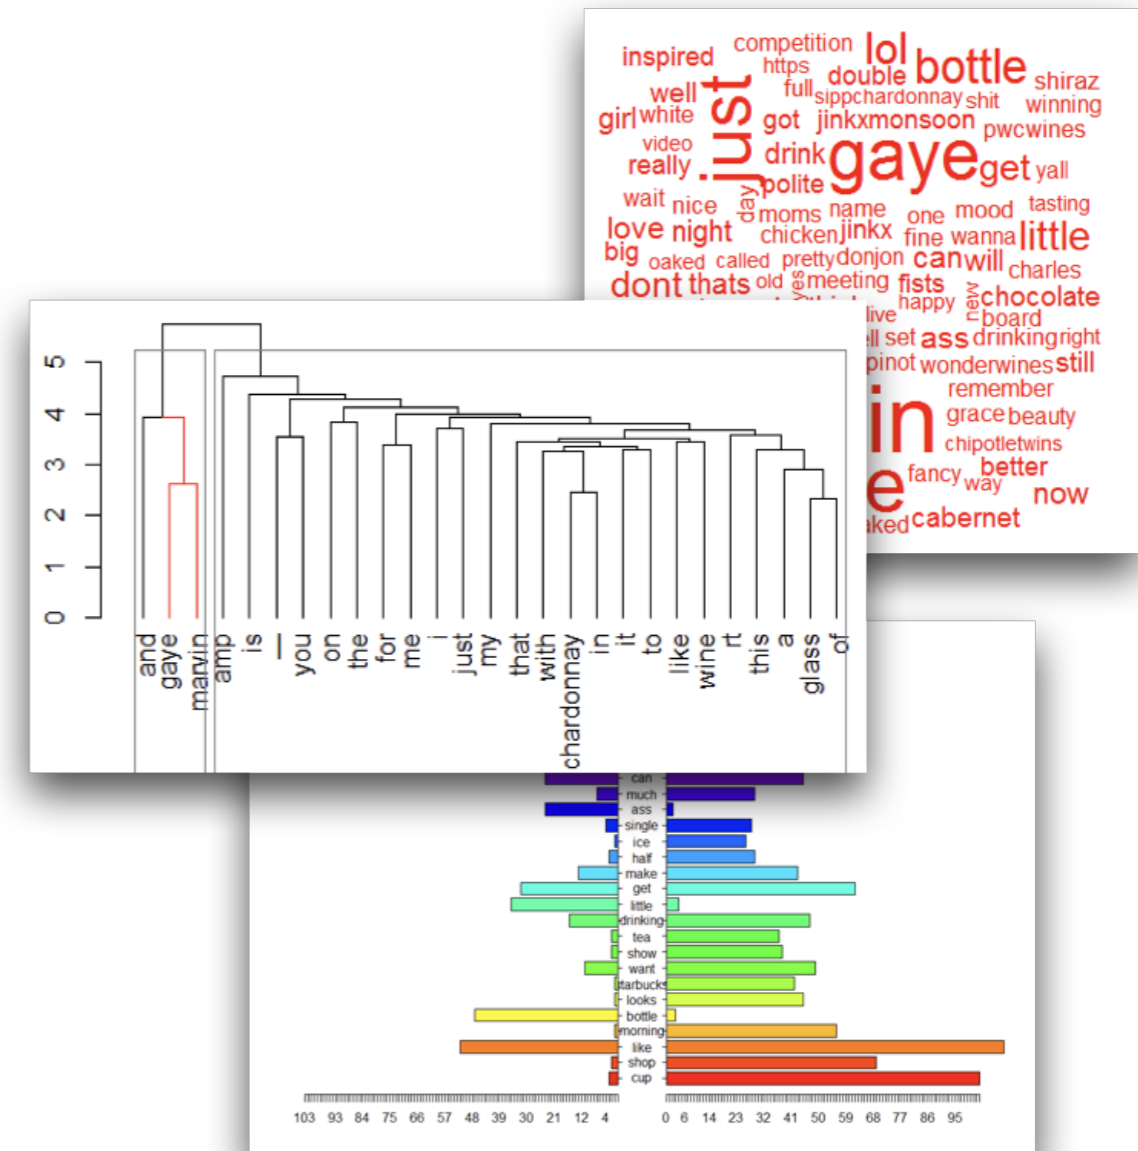 inspired competition lol bottle
https double shiraz
well just full sippchardonnay shit winning
girl white got jinkxmonsoon pwcwines
video drink gaye get yall
really polite
wait nice day moms name one mood tasting
love night chicken jinkx fine wanna little
big oaked called pretty donjon can will charles
dont thats old yes meeting fists new chocolate
happy board
live set ass drinking right
pinot wonderwines still
remember
in grace beauty
chipotletwins
e fancy way better
now
cabernet
5
4
3
2
1
0
and gaye marvin amp is — you on the for me i just my that with chardonnay in it to like wine rt this a glass of
can
much
ass
single
ice
half
make
get
little
drinking
tea
show
want
starbucks
looks
bottle
morning
like
shop
cup
103 93 84 75 66 57 48 39 30 21 12 4 0 6 14 23 32 41 50 59 68 77 86 95